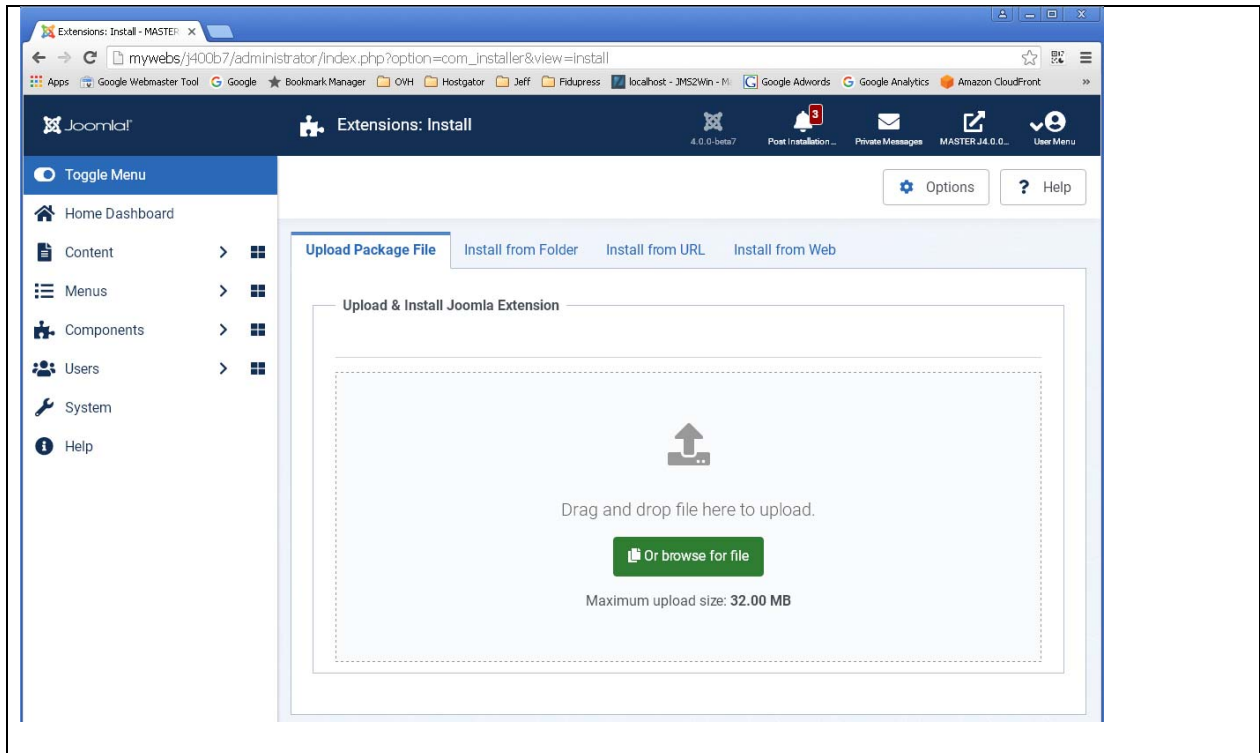 Extensions: Install - MASTER
mywebs/j400b7/administrator/index.php?option=com_installer&view=install
Apps Google Webmaster Tool Google Bookmark Manager OVH Hostgator Jeff Fidupress localhost - JMS2Win - M Google Adwords Google Analytics Amazon CloudFront »
Joomla!® Extensions: Install 4.0.0-beta7 3 Post Installation... Private Messages MASTER J4.0.0... User Menu
Toggle Menu
Options ? Help
Home Dashboard
Content
Menus
Components
Users
System
Help
Upload Package File Install from Folder Install from URL Install from Web
Upload & Install Joomla Extension
Drag and drop file here to upload.
Or browse for file
Maximum upload size: 32.00 MB